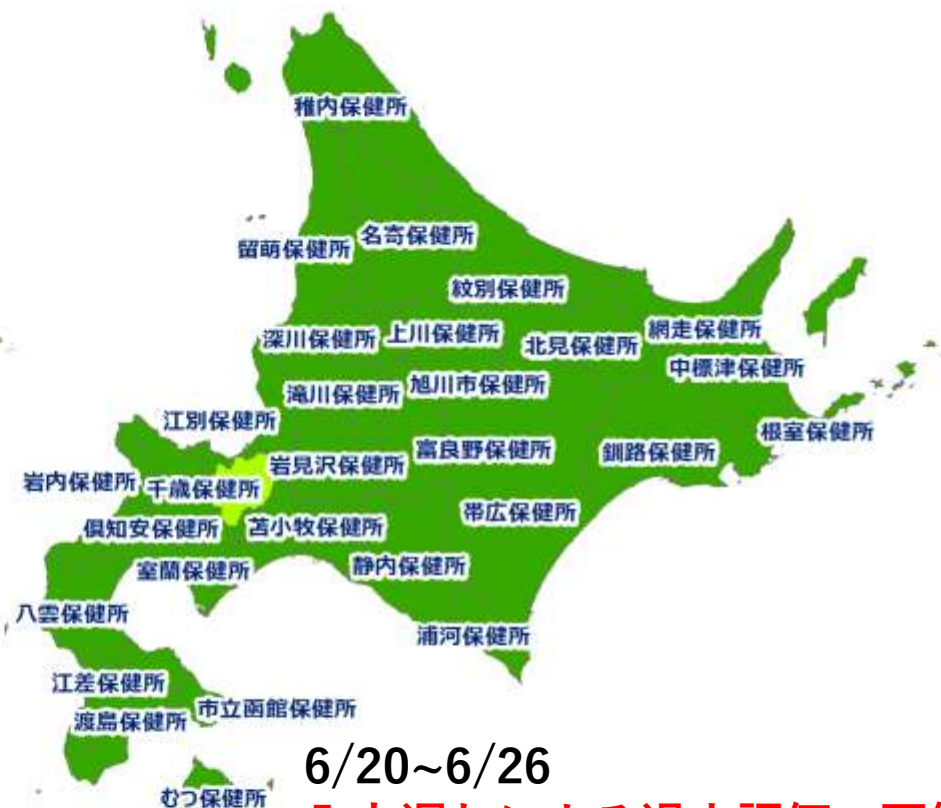 稚内保健所
名寄保健所
留萌保健所
紋別保健所
網走保健所
深川保健所
上川保健所
北見保健所
中標津保健所
滝川保健所
旭川市保健所
江別保健所
根室保健所
富良野保健所
釧路保健所
岩見沢保健所
岩内保健所
千歳保健所
帯広保健所
倶知安保健所
苫小牧保健所
室蘭保健所
静内保健所
八雲保健所
浦河保健所
江差保健所
市立函館保健所
渡島保健所
6/20~6/26
むつ保健所